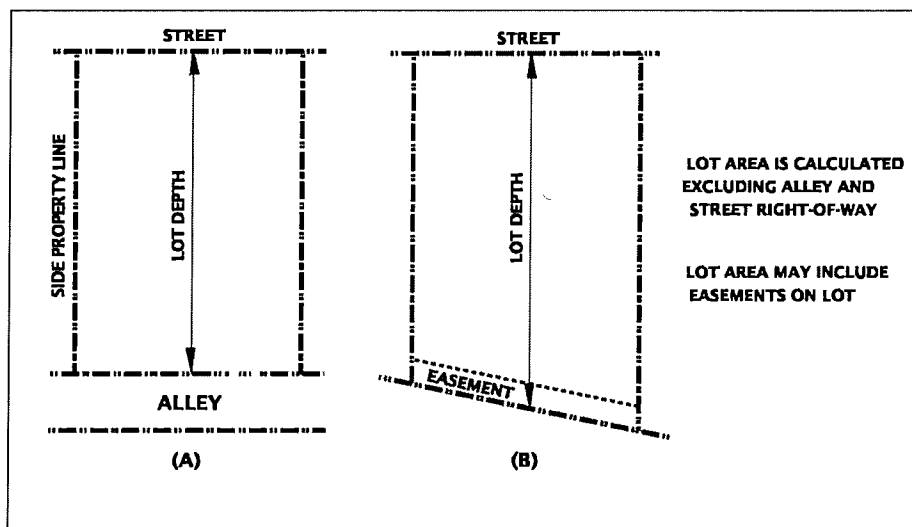 STREET
SIDE PROPERTY LINE
LOT DEPTH
ALLEY
(A)
STREET
LOT DEPTH
EASEMENT
(B)
LOT AREA IS CALCULATED
EXCLUDING ALLEY AND
STREET RIGHT-OF-WAY
LOT AREA MAY INCLUDE
EASEMENTS ON LOT